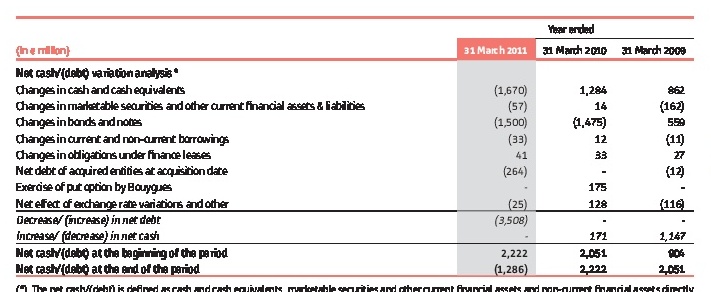 Year ended
(in € million) 31 March 2011 31 March 2010 31 March 2009
Net cash/(debt) variation analysis *
Changes in cash and cash equivalents (1,670) 1,284 862
Changes in marketable securities and other current financial assets & liabilities (57) 14 (162)
Changes in bonds and notes (1,500) (1,475) 559
Changes in current and non-current borrowings (33) 12 (11)
Changes in obligations under finance leases 41 33 27
Net debt of acquired entities at acquisition date (264) - (12)
Exercise of put option by Bouygues - 175 -
Net effect of exchange rate variations and other (25) 128 (116)
Decrease/ (increase) in net debt (3,508) - -
Increase/ (decrease) in net cash - 171 1,147
Net cash/(debt) at the beginning of the period 2,222 2,051 904
Net cash/(debt) at the end of the period (1,286) 2,222 2,051
(*) The net cash/(debt) is defined as cash and cash equivalents, marketable securities and other current financial assets and non-current financial assets directly